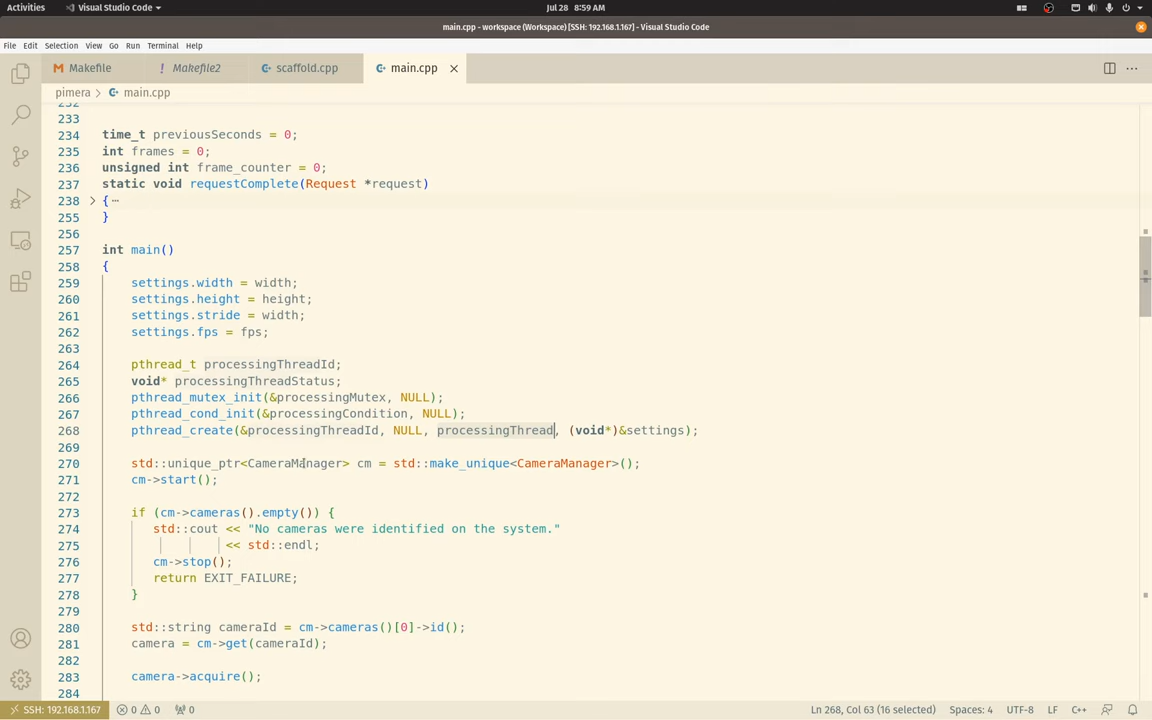 Activities Visual Studio Code Jul 28 8:59 AM
main.cpp - workspace (Workspace) [SSH: 192.168.1.167] - Visual Studio Code
File Edit Selection View Go Run Terminal Help
Makefile Makefile2 scaffold.cpp main.cpp
pimera > main.cpp
232
233
234 time_t previousSeconds = 0;
235 int frames = 0;
236 unsigned int frame_counter = 0;
237 static void requestComplete(Request *request)
238 { ⋯
255 }
256
257 int main()
258 {
259 settings.width = width;
260 settings.height = height;
261 settings.stride = width;
262 settings.fps = fps;
263
264 pthread_t processingThreadId;
265 void* processingThreadStatus;
266 pthread_mutex_init(&processingMutex, NULL);
267 pthread_cond_init(&processingCondition, NULL);
268 pthread_create(&processingThreadId, NULL, processingThread, (void*)&settings);
269
270 std::unique_ptr<CameraManager> cm = std::make_unique<CameraManager>();
271 cm->start();
272
273 if (cm->cameras().empty()) {
274 std::cout << "No cameras were identified on the system."
275 << std::endl;
276 cm->stop();
277 return EXIT_FAILURE;
278 }
279
280 std::string cameraId = cm->cameras()[0]->id();
281 camera = cm->get(cameraId);
282
283 camera->acquire();
284
SSH: 192.168.1.167 0 0 0 Ln 268, Col 63 (16 selected) Spaces: 4 UTF-8 LF C++